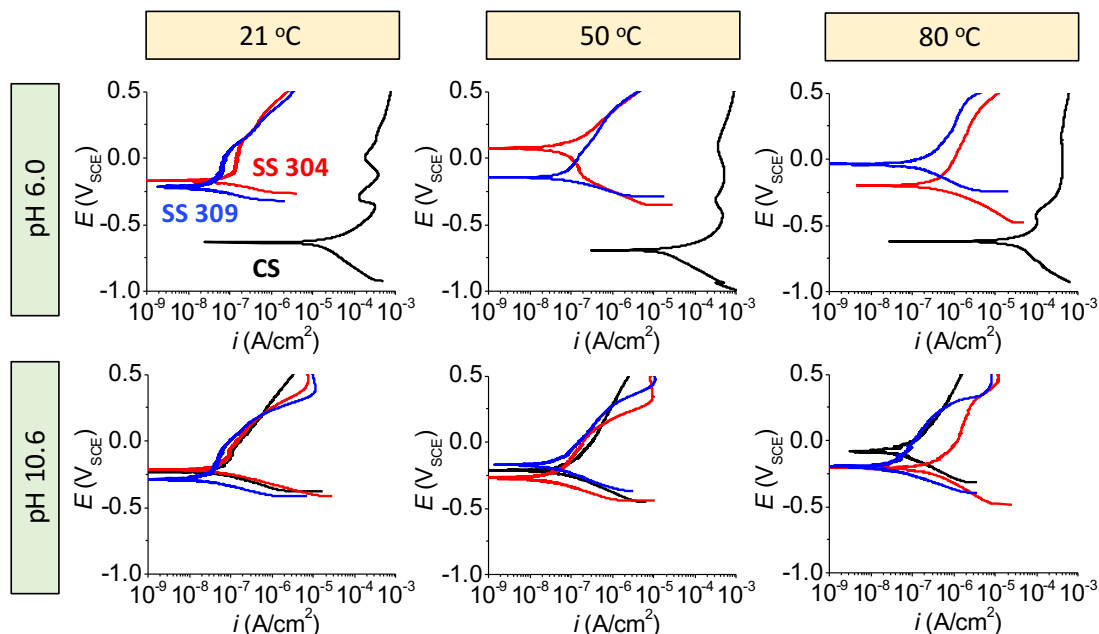 21 °C
50 °C
80 °C
pH 6.0
E (V_SCE)
0.5
0.0
-0.5
-1.0
SS 304
SS 309
CS
10⁻⁹ 10⁻⁸ 10⁻⁷ 10⁻⁶ 10⁻⁵ 10⁻⁴ 10⁻³
i (A/cm²)
E (V_SCE)
0.5
0.0
-0.5
-1.0
10⁻⁹ 10⁻⁸ 10⁻⁷ 10⁻⁶ 10⁻⁵ 10⁻⁴ 10⁻³
i (A/cm²)
E (V_SCE)
0.5
0.0
-0.5
-1.0
10⁻⁹ 10⁻⁸ 10⁻⁷ 10⁻⁶ 10⁻⁵ 10⁻⁴ 10⁻³
i (A/cm²)
pH 10.6
E (V_SCE)
0.5
0.0
-0.5
-1.0
10⁻⁹ 10⁻⁸ 10⁻⁷ 10⁻⁶ 10⁻⁵ 10⁻⁴ 10⁻³
i (A/cm²)
E (V_SCE)
0.5
0.0
-0.5
-1.0
10⁻⁹ 10⁻⁸ 10⁻⁷ 10⁻⁶ 10⁻⁵ 10⁻⁴ 10⁻³
i (A/cm²)
E (V_SCE)
0.5
0.0
-0.5
-1.0
10⁻⁹ 10⁻⁸ 10⁻⁷ 10⁻⁶ 10⁻⁵ 10⁻⁴ 10⁻³
i (A/cm²)